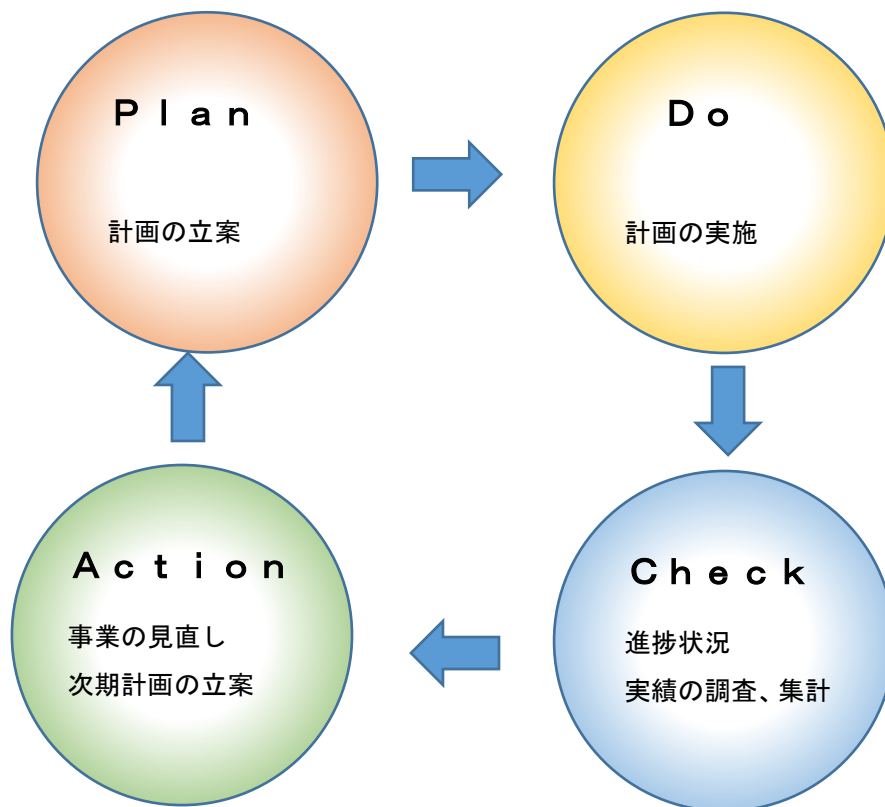 Ｐｌａｎ
計画の立案
Ｄｏ
計画の実施
Ｃｈｅｃｋ
進捗状況
実績の調査、集計
Ａｃｔｉｏｎ
事業の見直し
次期計画の立案